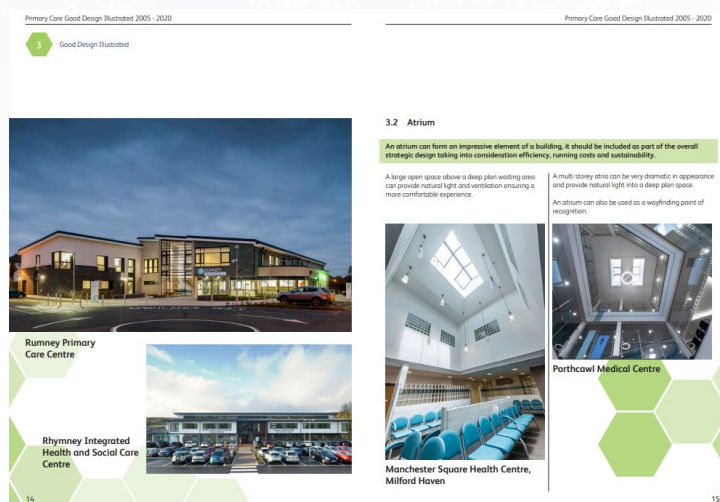 Primary Care Good Design Illustrated 2005 - 2020
3
Good Design Illustrated
RUMNEY
AMBULANCE ONLY
Rumney Primary
Care Centre
Rhymney Integrated
Health and Social Care
Centre
14
Primary Care Good Design Illustrated 2005 - 2020
3.2 Atrium
An atrium can form an impressive element of a building, it should be included as part of the overall
strategic design taking into consideration efficiency, running costs and sustainability.
A large open space above a deep plan waiting area
can provide natural light and ventilation ensuring a
more comfortable experience.
Manchester Square Health Centre,
Milford Haven
A multi storey atria can be very dramatic in appearance
and provide natural light into a deep plan space.
An atrium can also be used as a wayfinding point of
recognition.
Porthcawl Medical Centre
15